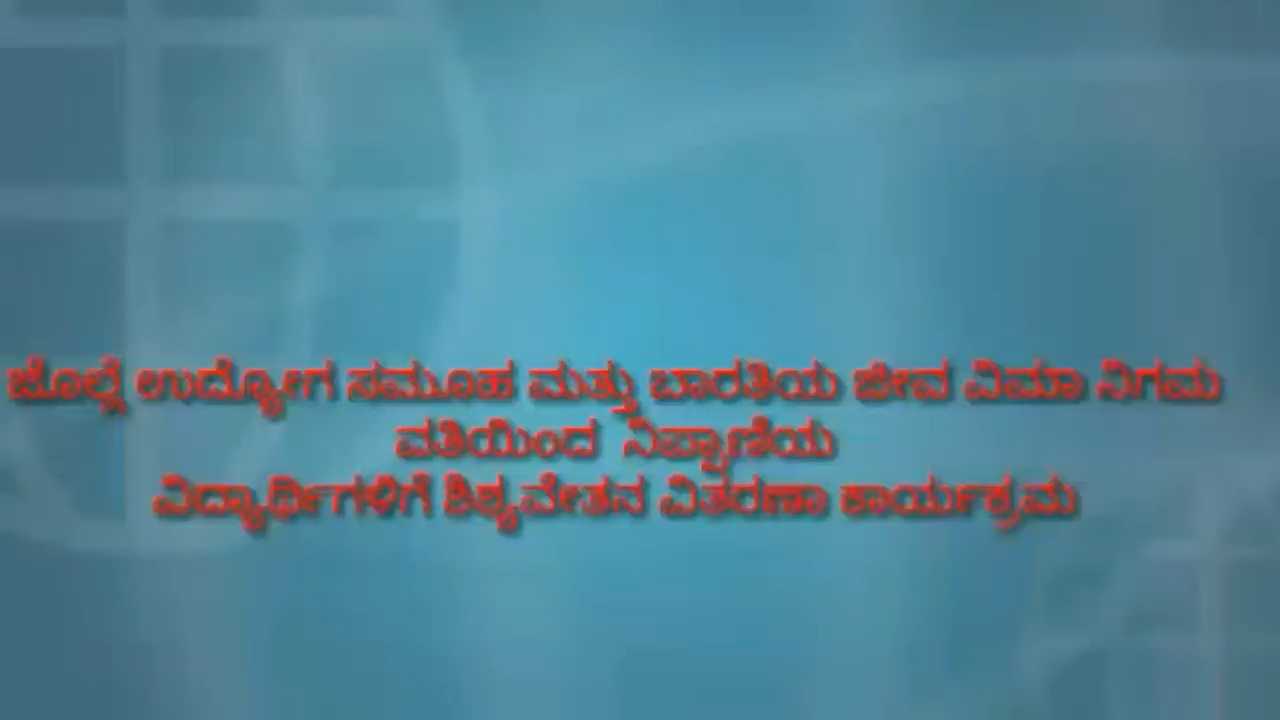 ಜೊಲ್ಲೆ ಉದ್ಯೋಗ ಸಮೂಹ ಮತ್ತು ಬಾರತಿಯ ಜೀವ ವಿಮಾ ನಿಗಮ
ವತಿಯಿಂದ ನಿಪ್ಪಾಣಿಯ
ವಿದ್ಯಾರ್ಥಿಗಳಿಗೆ ಶಿಶ್ಯವೇತನ ವಿತರಣಾ ಕಾರ್ಯಕ್ರಮ